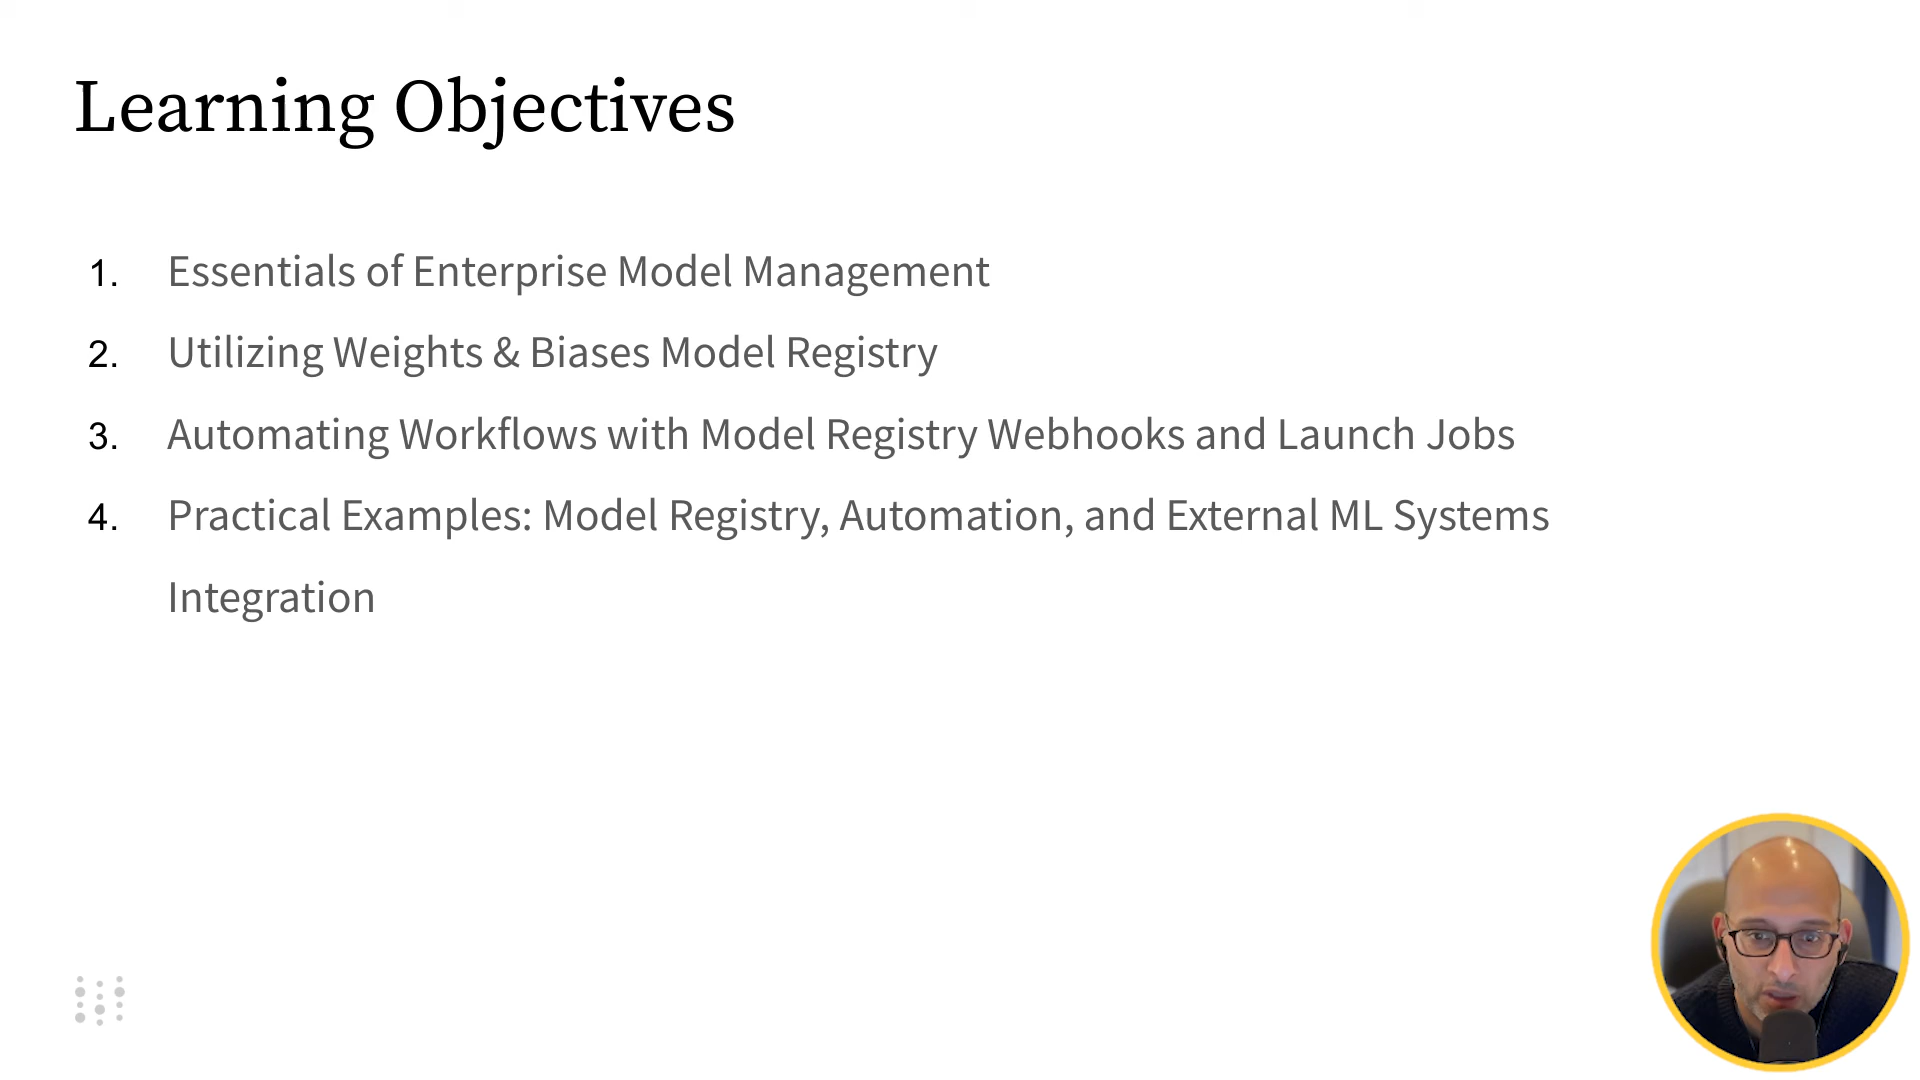 Learning Objectives
1. Essentials of Enterprise Model Management
2. Utilizing Weights & Biases Model Registry
3. Automating Workflows with Model Registry Webhooks and Launch Jobs
4. Practical Examples: Model Registry, Automation, and External ML Systems
Integration